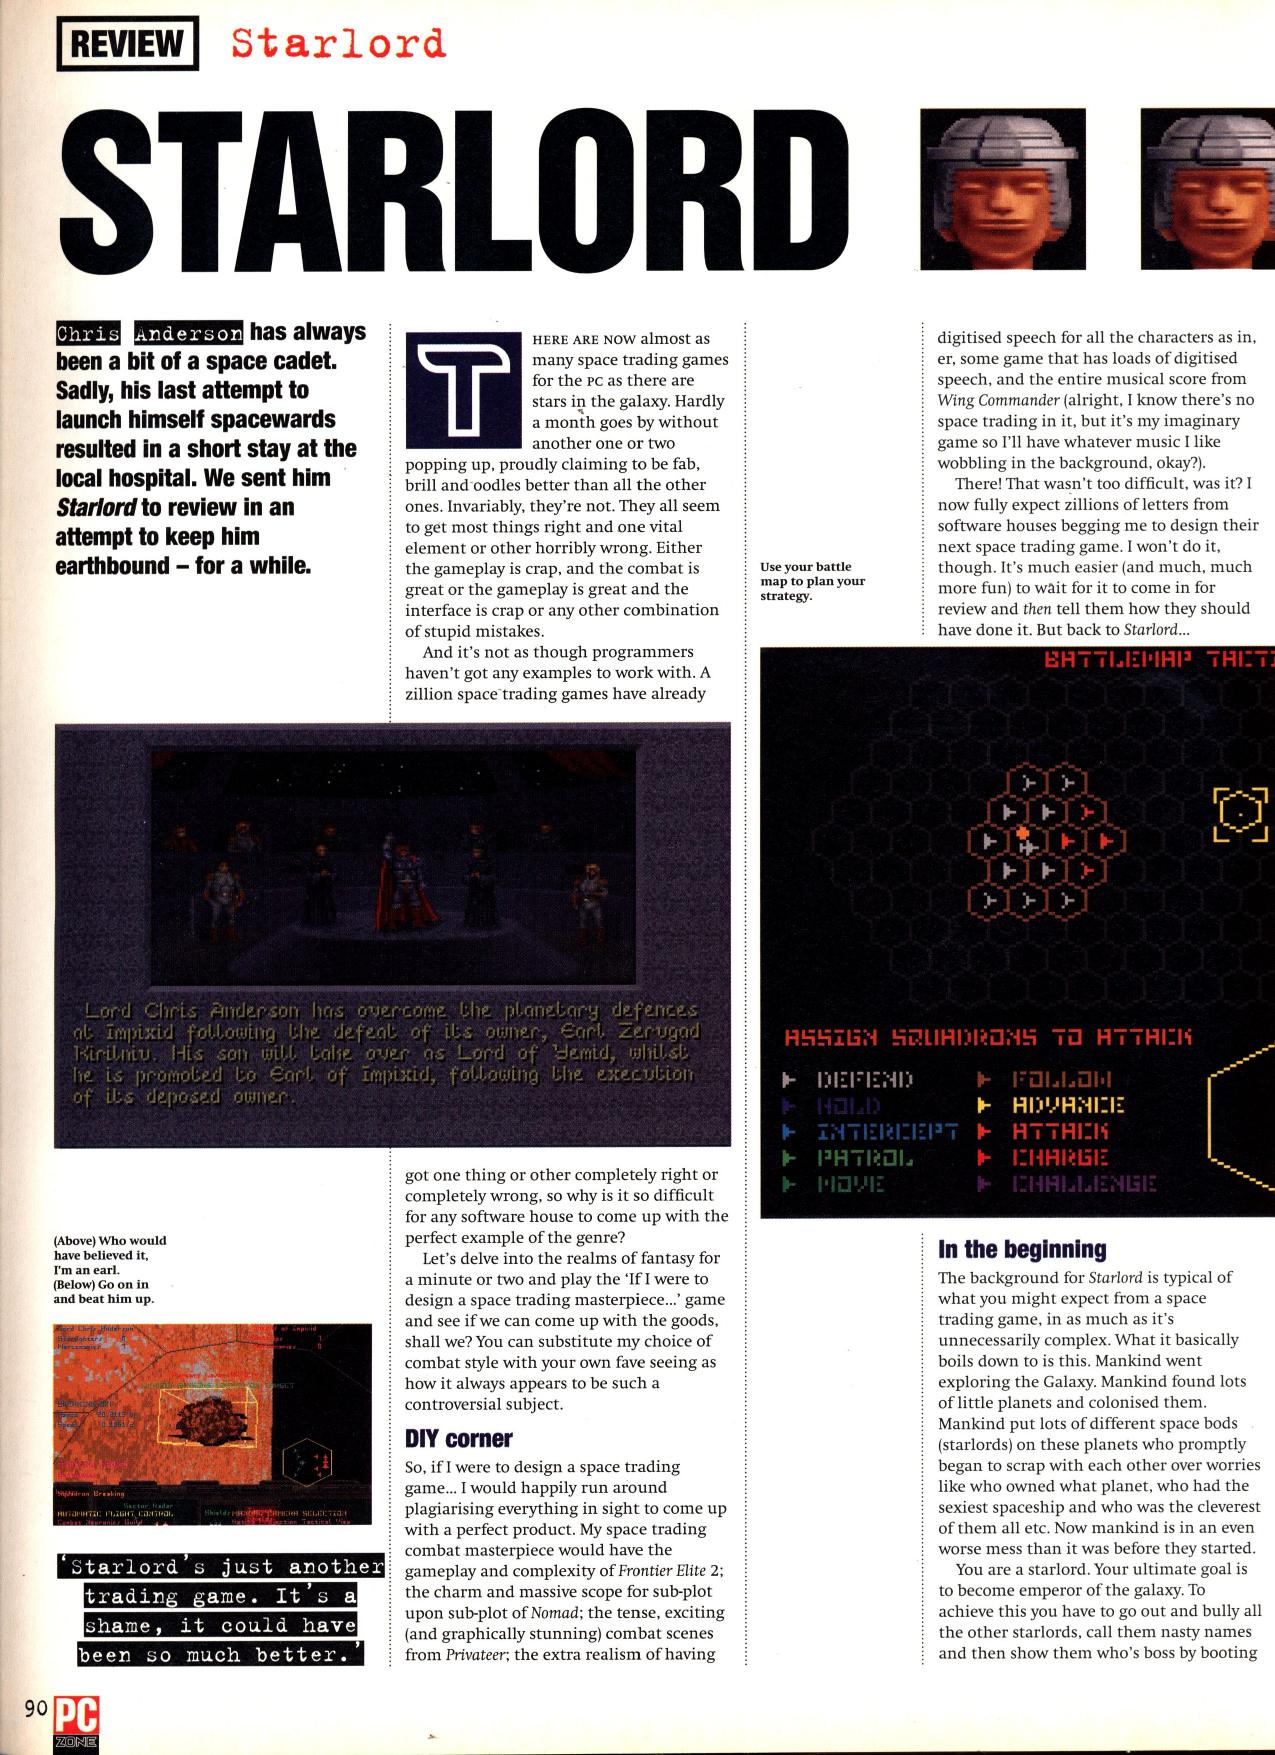 REVIEW Starlord
STARLORD
Chris Anderson has always
been a bit of a space cadet.
Sadly, his last attempt to
launch himself spacewards
resulted in a short stay at the
local hospital. We sent him
Starlord to review in an
attempt to keep him
earthbound – for a while.
THERE ARE NOW almost as
many space trading games
for the PC as there are
stars in the galaxy. Hardly
a month goes by without
another one or two
popping up, proudly claiming to be fab,
brill and oodles better than all the other
ones. Invariably, they're not. They all seem
to get most things right and one vital
element or other horribly wrong. Either
the gameplay is crap, and the combat is
great or the gameplay is great and the
interface is crap or any other combination
of stupid mistakes.
And it's not as though programmers
haven't got any examples to work with. A
zillion space trading games have already
Lord Chris Anderson has overcome the planetary defences
at Impixid following the defeat of its owner, Earl Zerugad
Kirilniv. His son will take over as Lord of Yemid, whilst
he is promoted to Earl of Impixid, following the execution
of its deposed owner.
(Above) Who would
have believed it,
I'm an earl.
(Below) Go on in
and beat him up.
Lord Chris Anderson
Squadron Breaking
Sector Radar
AUTOMATIC FLIGHT CONTROL
'Starlord's just another
trading game. It's a
shame, it could have
been so much better.'
got one thing or other completely right or
completely wrong, so why is it so difficult
for any software house to come up with the
perfect example of the genre?
Let's delve into the realms of fantasy for
a minute or two and play the 'If I were to
design a space trading masterpiece...' game
and see if we can come up with the goods,
shall we? You can substitute my choice of
combat style with your own fave seeing as
how it always appears to be such a
controversial subject.
DIY corner
So, if I were to design a space trading
game... I would happily run around
plagiarising everything in sight to come up
with a perfect product. My space trading
combat masterpiece would have the
gameplay and complexity of Frontier Elite 2;
the charm and massive scope for sub-plot
upon sub-plot of Nomad; the tense, exciting
(and graphically stunning) combat scenes
from Privateer; the extra realism of having
Use your battle
map to plan your
strategy.
digitised speech for all the characters as in,
er, some game that has loads of digitised
speech, and the entire musical score from
Wing Commander (alright, I know there's no
space trading in it, but it's my imaginary
game so I'll have whatever music I like
wobbling in the background, okay?).
There! That wasn't too difficult, was it? I
now fully expect zillions of letters from
software houses begging me to design their
next space trading game. I won't do it,
though. It's much easier (and much, much
more fun) to wait for it to come in for
review and then tell them how they should
have done it. But back to Starlord...
BATTLEMAP TACTI
ASSIGN SQUADRONS TO ATTACK
DEFEND FOLLOW
HOLD ADVANCE
INTERCEPT ATTACK
PATROL CHARGE
MOVE CHALLENGE
In the beginning
The background for Starlord is typical of
what you might expect from a space
trading game, in as much as it's
unnecessarily complex. What it basically
boils down to is this. Mankind went
exploring the Galaxy. Mankind found lots
of little planets and colonised them.
Mankind put lots of different space bods
(starlords) on these planets who promptly
began to scrap with each other over worries
like who owned what planet, who had the
sexiest spaceship and who was the cleverest
of them all etc. Now mankind is in an even
worse mess than it was before they started.
You are a starlord. Your ultimate goal is
to become emperor of the galaxy. To
achieve this you have to go out and bully all
the other starlords, call them nasty names
and then show them who's boss by booting
90 PC
ZONE